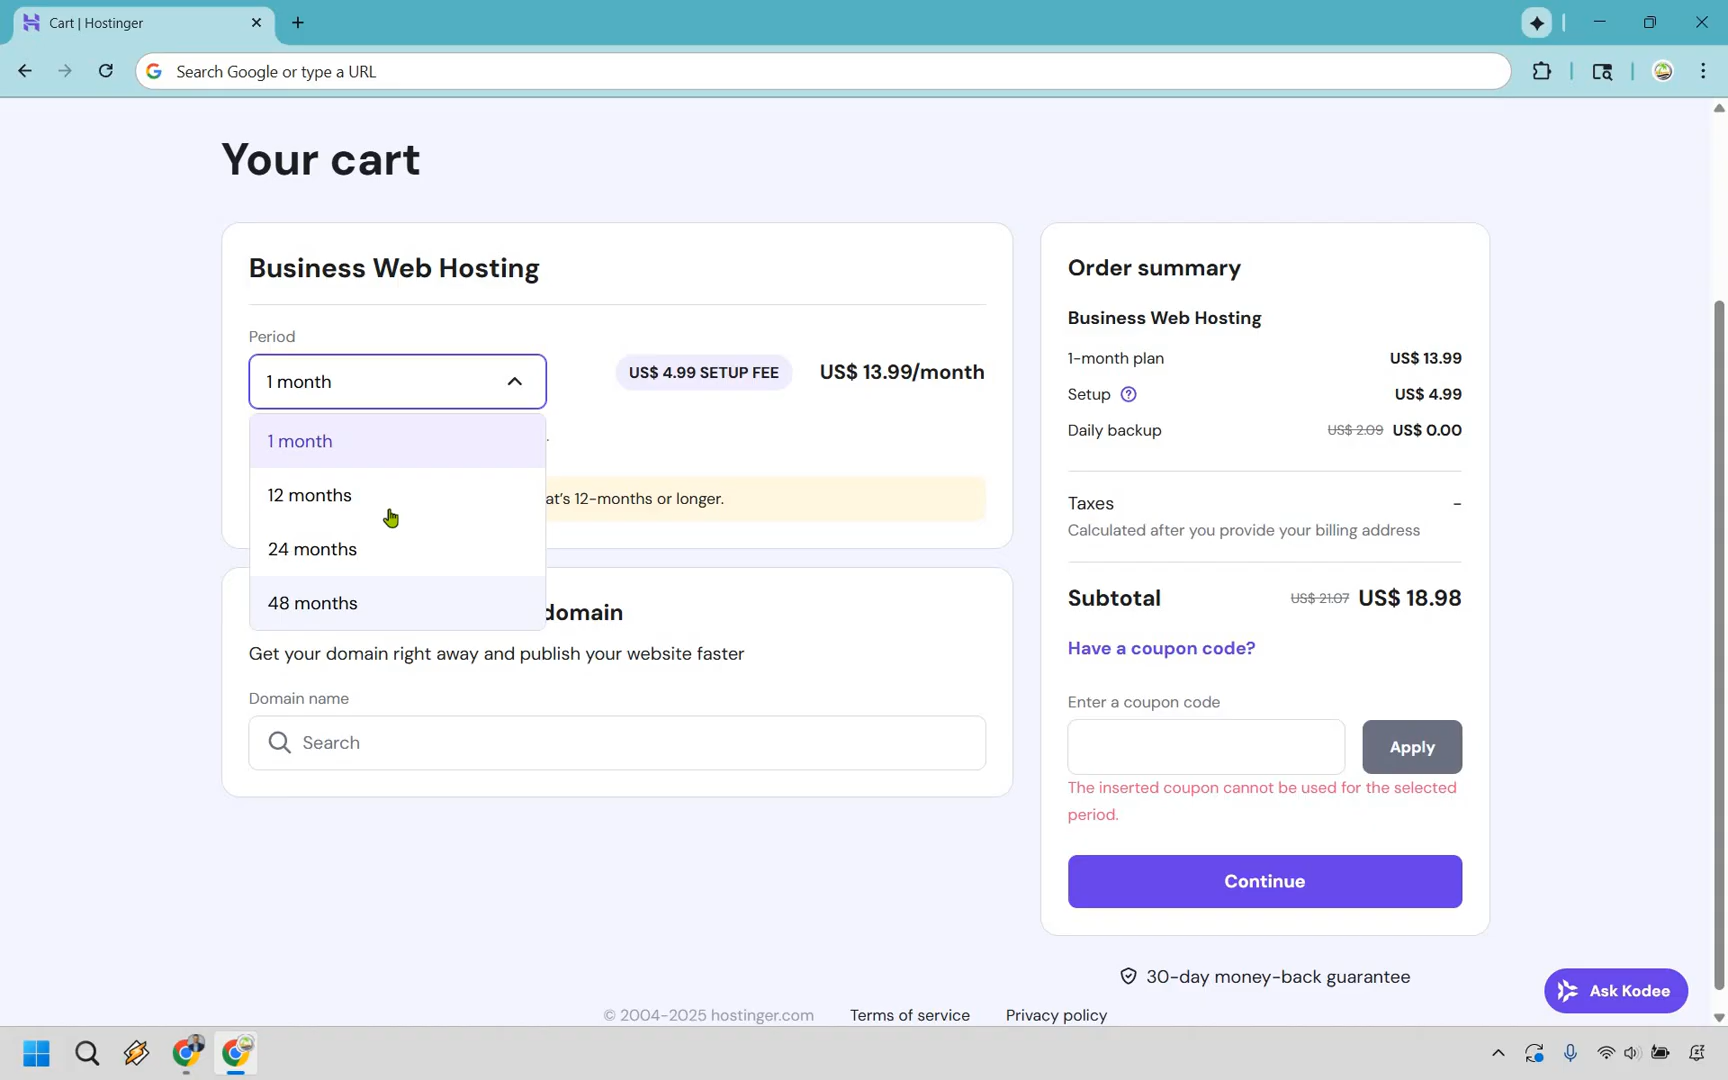 Cart | Hostinger
Search Google or type a URL
Your cart
Business Web Hosting
Period
1 month
US$ 4.99 SETUP FEE
US$ 13.99/month
1 month
12 months
24 months
48 months
at's 12-months or longer.
domain
Get your domain right away and publish your website faster
Domain name
Search
Order summary
Business Web Hosting
1-month plan US$ 13.99
Setup ? US$ 4.99
Daily backup US$ 2.09 US$ 0.00
Taxes –
Calculated after you provide your billing address
Subtotal US$ 21.07 US$ 18.98
Have a coupon code?
Enter a coupon code
Apply
The inserted coupon cannot be used for the selected
period.
Continue
30-day money-back guarantee
Ask Kodee
© 2004-2025 hostinger.com Terms of service Privacy policy